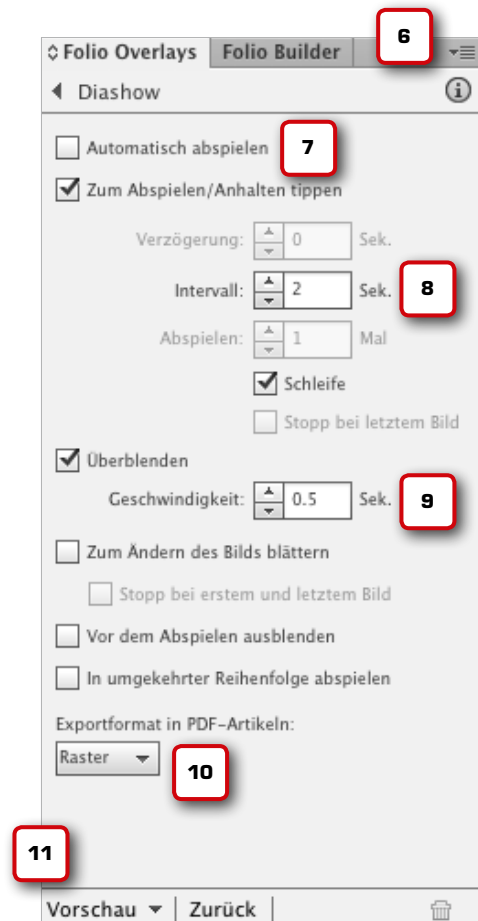 6
Folio Overlays Folio Builder
Diashow
Automatisch abspielen 7
Zum Abspielen/Anhalten tippen
Verzögerung: 0 Sek.
Intervall: 2 Sek. 8
Abspielen: 1 Mal
Schleife
Stopp bei letztem Bild
Überblenden
Geschwindigkeit: 0.5 Sek. 9
Zum Ändern des Bilds blättern
Stopp bei erstem und letztem Bild
Vor dem Abspielen ausblenden
In umgekehrter Reihenfolge abspielen
Exportformat in PDF-Artikeln:
Raster 10
11
Vorschau Zurück